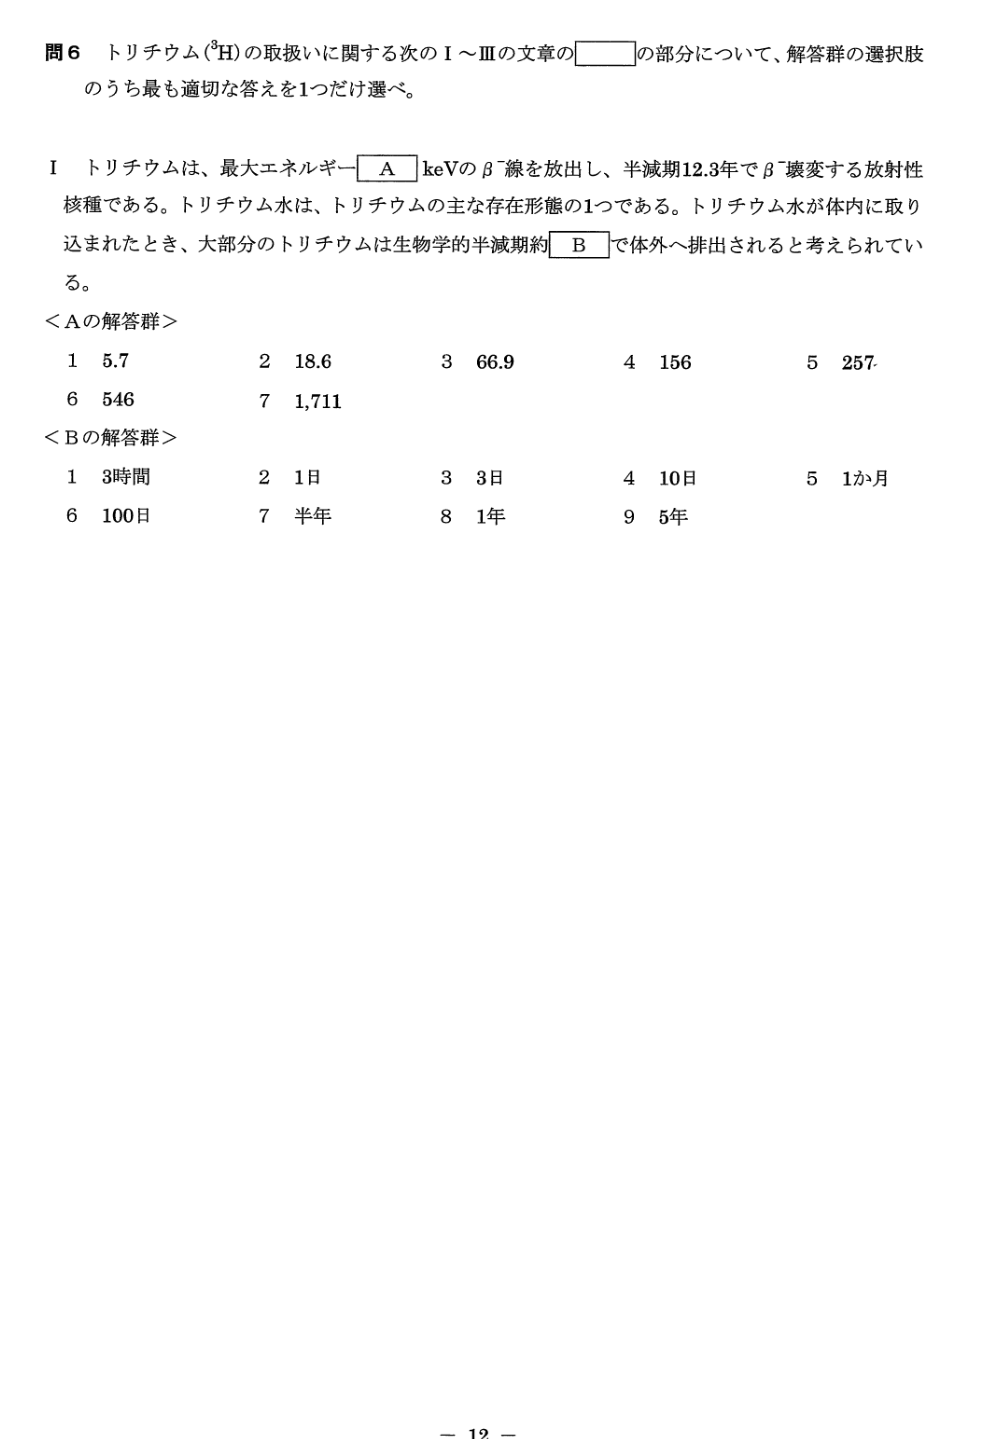 問6 トリチウム(³H)の取扱いに関する次のⅠ～Ⅲの文章の の部分について、解答群の選択肢
のうち最も適切な答えを1つだけ選べ。
Ⅰ トリチウムは、最大エネルギー A keVのβ⁻線を放出し、半減期12.3年でβ⁻壊変する放射性
核種である。トリチウム水は、トリチウムの主な存在形態の1つである。トリチウム水が体内に取り
込まれたとき、大部分のトリチウムは生物学的半減期約 B で体外へ排出されると考えられてい
る。
＜Aの解答群＞
1 5.7 2 18.6 3 66.9 4 156 5 257
6 546 7 1,711
＜Bの解答群＞
1 3時間 2 1日 3 3日 4 10日 5 1か月
6 100日 7 半年 8 1年 9 5年
― 12 ―